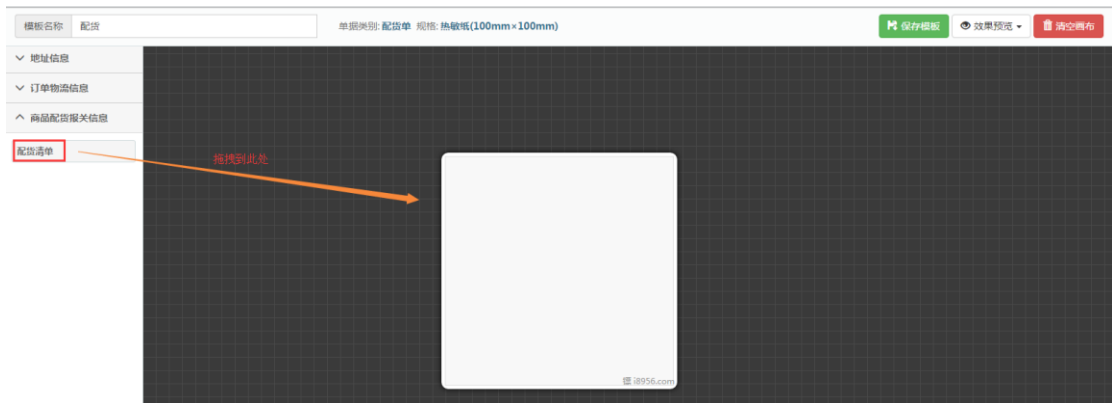 模板名称 配货 单据类别: 配货单 规格: 热敏纸(100mm×100mm) 保存模板 效果预览 清空画布
地址信息
订单物流信息
商品配货报关信息
配货清单
拖拽到此处
i8956.com